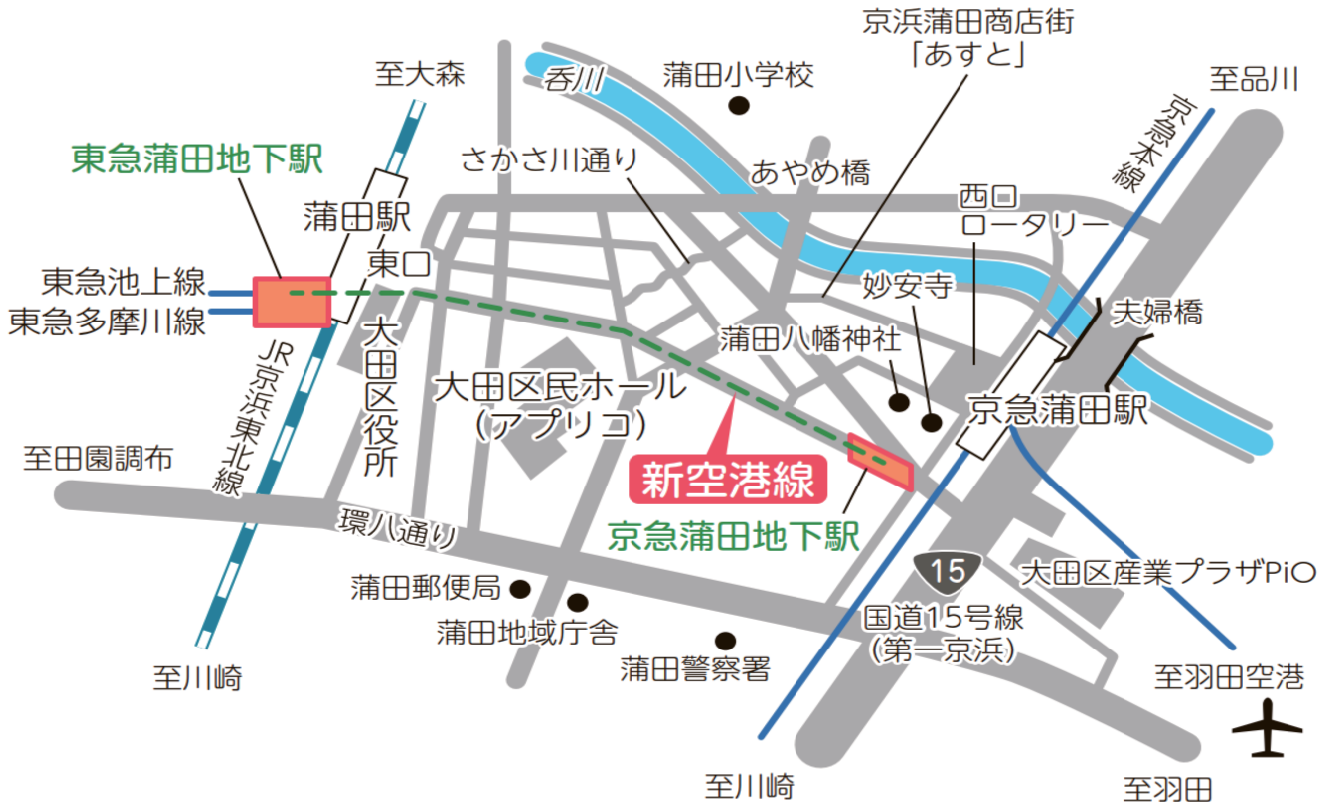 京浜蒲田商店街
「あすと」
至大森
呑川
蒲田小学校
至品川
京急本線
東急蒲田地下駅
さかさ川通り
あやめ橋
西口
ロータリー
蒲田駅
東口
東急池上線
東急多摩川線
妙安寺
夫婦橋
蒲田八幡神社
JR京浜東北線
大田区役所
大田区民ホール
(アプリコ)
京急蒲田駅
至田園調布
新空港線
環八通り
京急蒲田地下駅
15
大田区産業プラザPiO
蒲田郵便局
国道15号線
(第一京浜)
蒲田地域庁舎
蒲田警察署
至川崎
至羽田空港
至川崎
至羽田